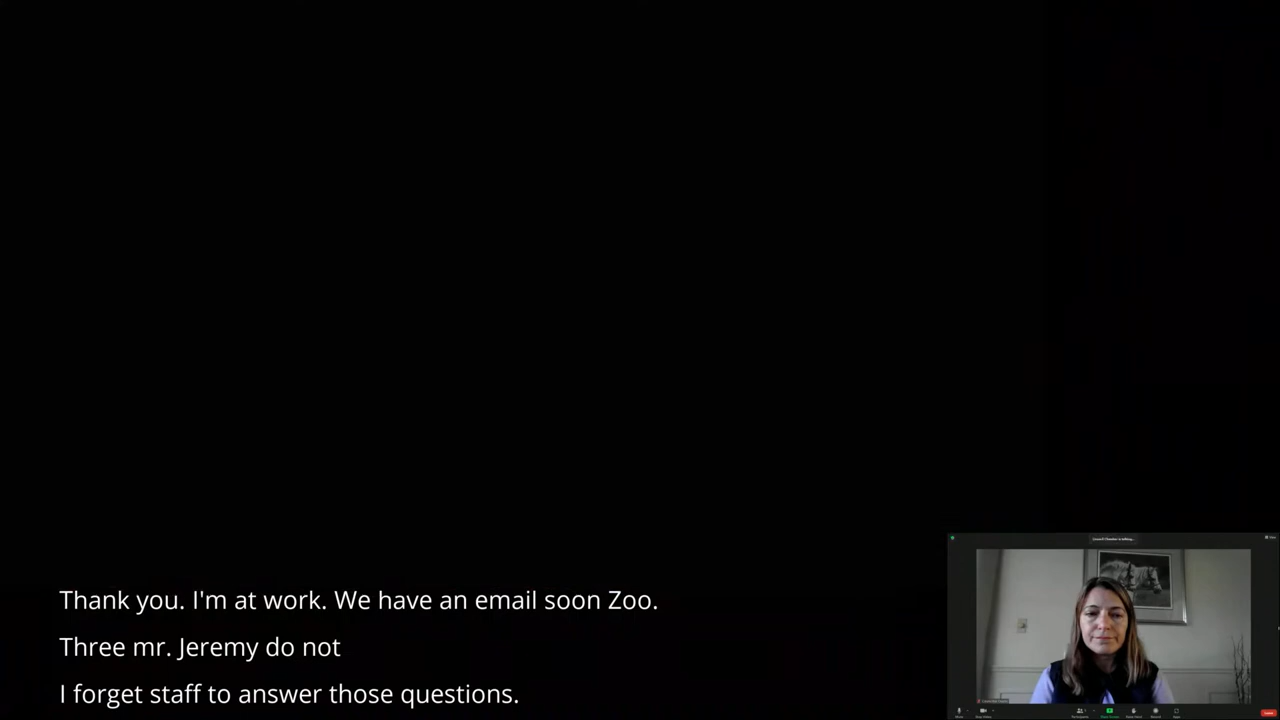 Thank you. I'm at work. We have an email soon Zoo.
Three mr. Jeremy do not
I forget staff to answer those questions.